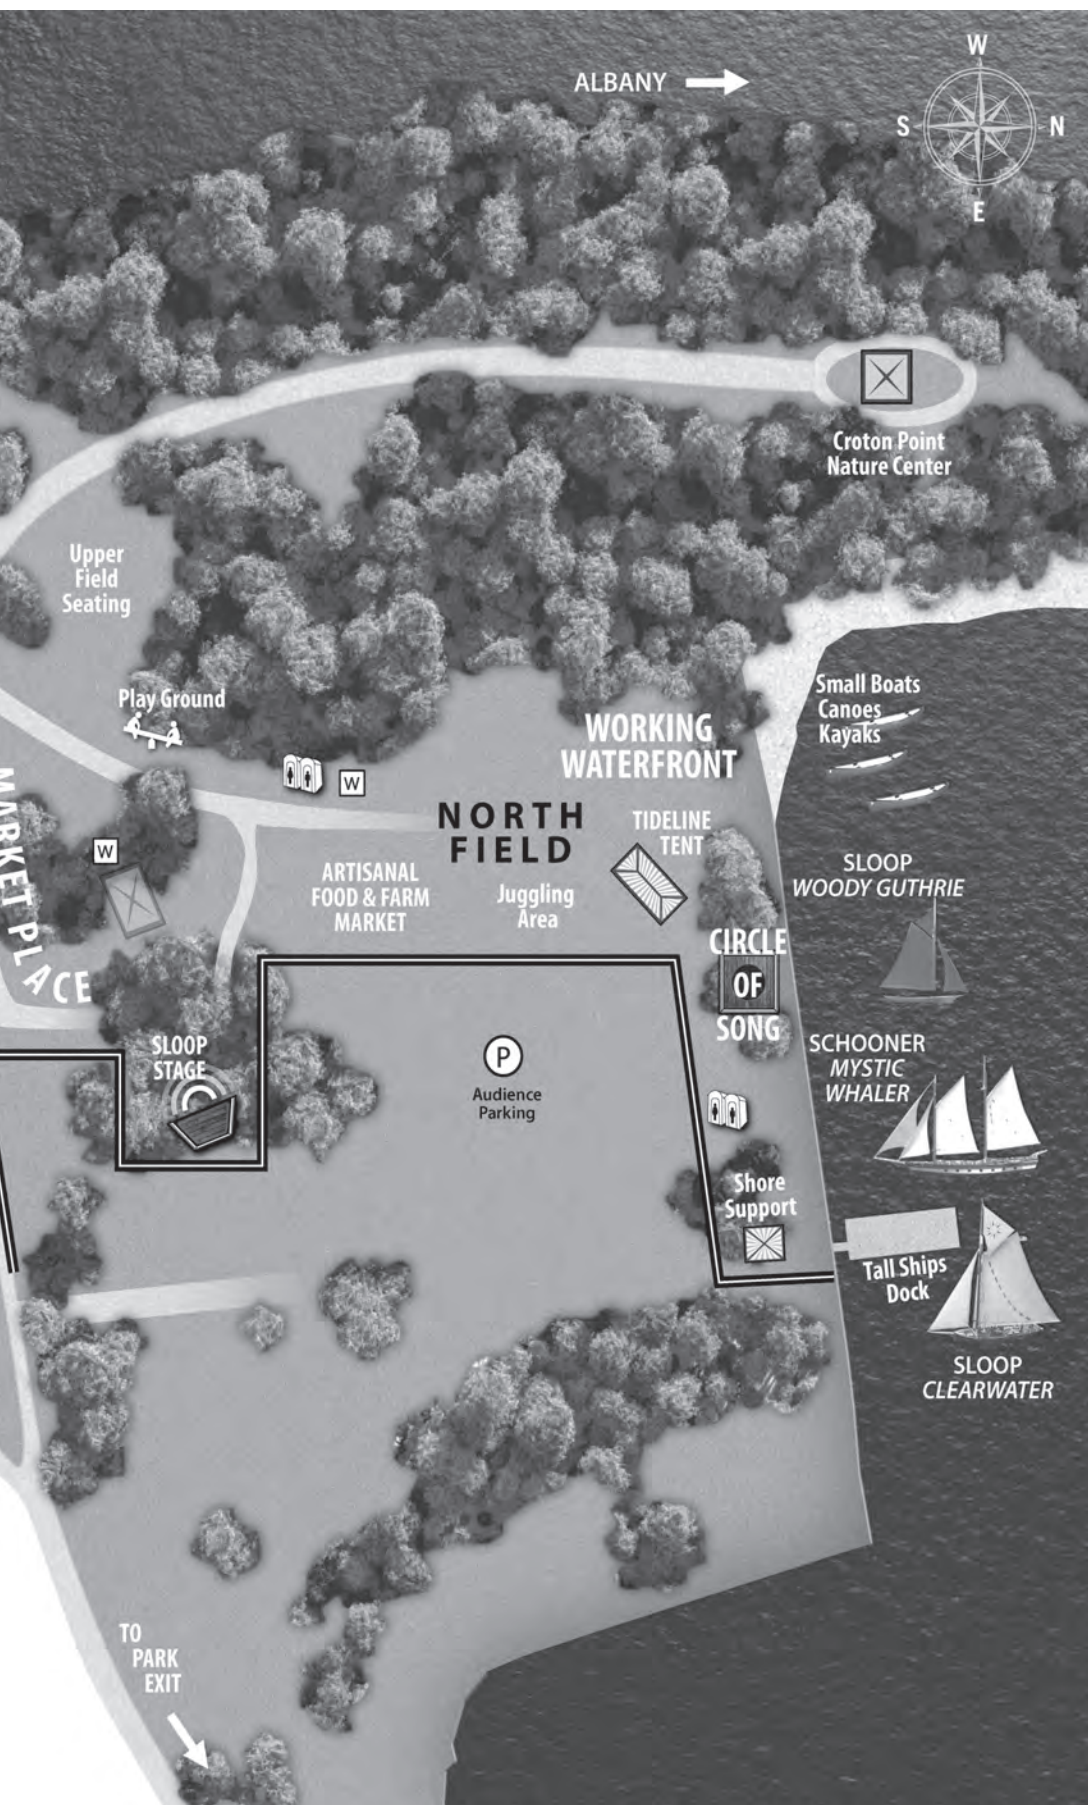 ALBANY
W
S
N
E
Croton Point
Nature Center
Upper
Field
Seating
Play Ground
Small Boats
Canoes
Kayaks
WORKING
WATERFRONT
W
NORTH
FIELD
TIDELINE
TENT
MARKET PLACE
W
ARTISANAL
FOOD & FARM
MARKET
Juggling
Area
SLOOP
WOODY GUTHRIE
CIRCLE
OF
SONG
SLOOP
STAGE
P
Audience
Parking
SCHOONER
MYSTIC
WHALER
Shore
Support
Tall Ships
Dock
SLOOP
CLEARWATER
TO
PARK
EXIT